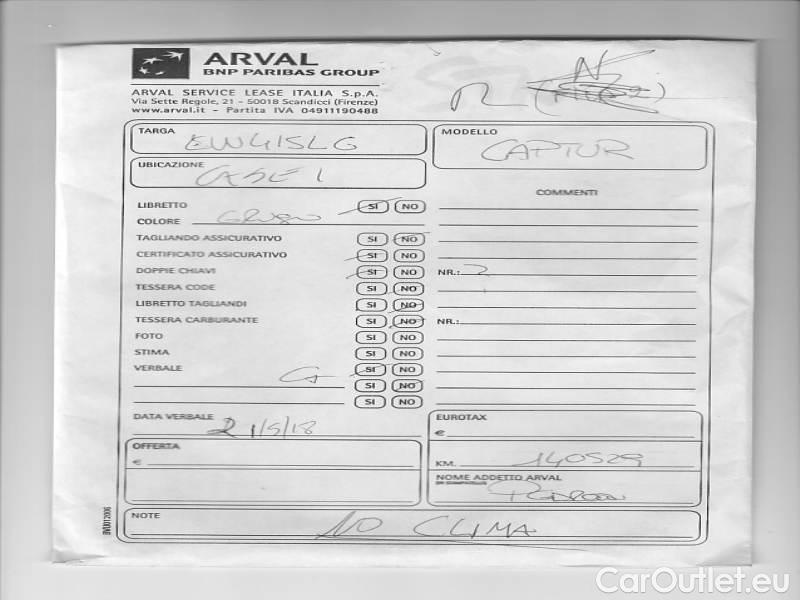 ARVAL
BNP PARIBAS GROUP
ARVAL SERVICE LEASE ITALIA S.p.A.
Via Sette Regole, 21 - 50018 Scandicci (Firenze)
www.arval.it - Partita IVA 04911190488
TARGA
EW415LG
MODELLO
CAPTUR
UBICAZIONE
CASE 1
COMMENTI
LIBRETTO SI NO
COLORE Grigio
TAGLIANDO ASSICURATIVO SI NO
CERTIFICATO ASSICURATIVO SI NO
DOPPIE CHIAVI SI NO NR.: 2
TESSERA CODE SI NO
LIBRETTO TAGLIANDI SI NO
TESSERA CARBURANTE SI NO NR.:
FOTO SI NO
STIMA SI NO
VERBALE SI NO
SI NO
SI NO
DATA VERBALE 21/5/18
EUROTAX
€
OFFERTA
€
KM. 140529
NOME ADDETTO ARVAL
NOTE NO CLIMA
BM0012006
CarOutlet.eu